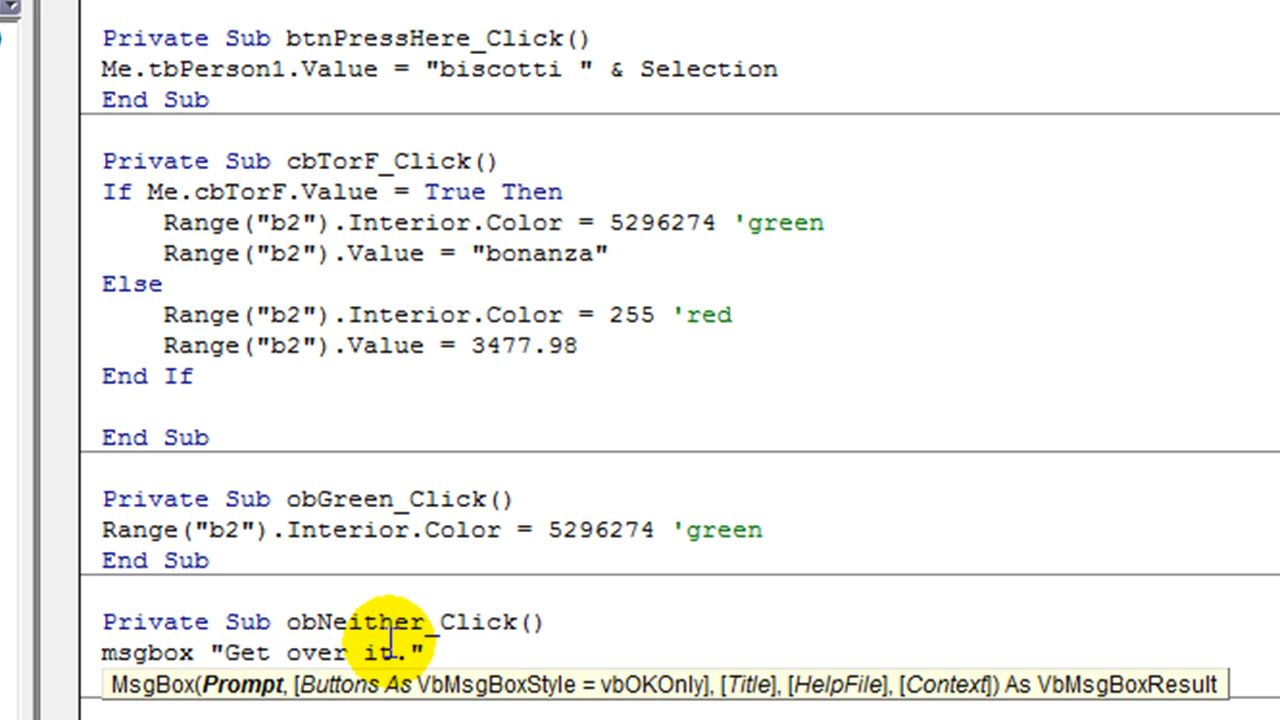 Private Sub btnPressHere_Click()
Me.tbPerson1.Value = "biscotti " & Selection
End Sub
Private Sub cbTorF_Click()
If Me.cbTorF.Value = True Then
    Range("b2").Interior.Color = 5296274 'green
    Range("b2").Value = "bonanza"
Else
    Range("b2").Interior.Color = 255 'red
    Range("b2").Value = 3477.98
End If
End Sub
Private Sub obGreen_Click()
Range("b2").Interior.Color = 5296274 'green
End Sub
Private Sub obNeither_Click()
msgbox "Get over it."
MsgBox(Prompt, [Buttons As VbMsgBoxStyle = vbOKOnly], [Title], [HelpFile], [Context]) As VbMsgBoxResult